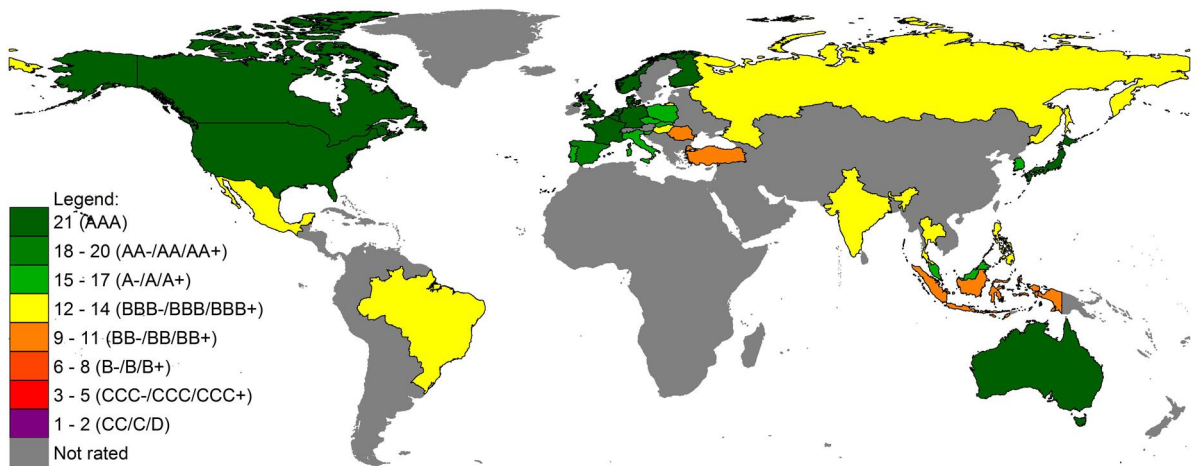 Legend:
21 (AAA)
18 - 20 (AA-/AA/AA+)
15 - 17 (A-/A/A+)
12 - 14 (BBB-/BBB/BBB+)
9 - 11 (BB-/BB/BB+)
6 - 8 (B-/B/B+)
3 - 5 (CCC-/CCC/CCC+)
1 - 2 (CC/C/D)
Not rated